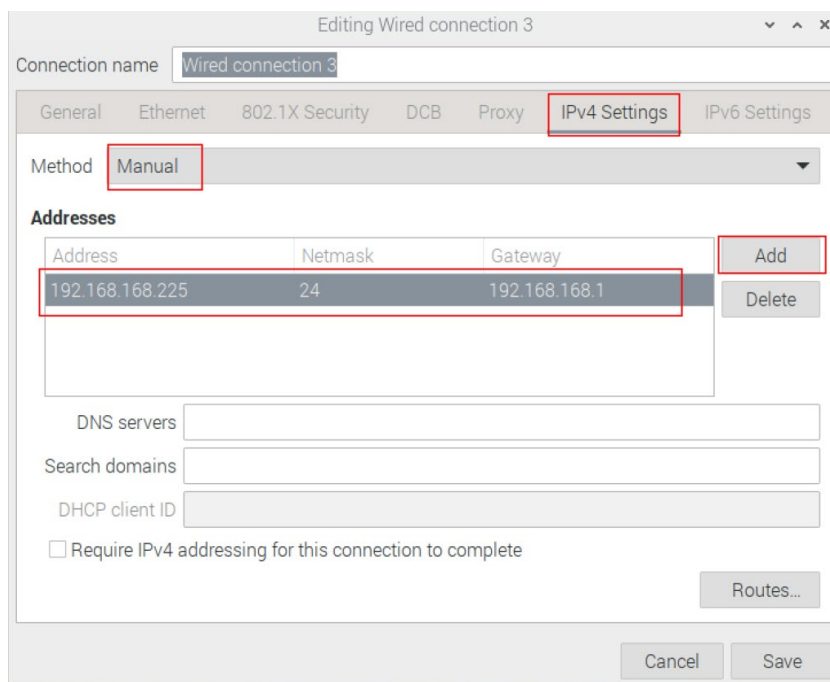 Editing Wired connection 3
Connection name Wired connection 3
General Ethernet 802.1X Security DCB Proxy IPv4 Settings IPv6 Settings
Method Manual
Addresses
Address Netmask Gateway Add
192.168.168.225 24 192.168.168.1
Delete
DNS servers
Search domains
DHCP client ID
Require IPv4 addressing for this connection to complete
Routes...
Cancel Save